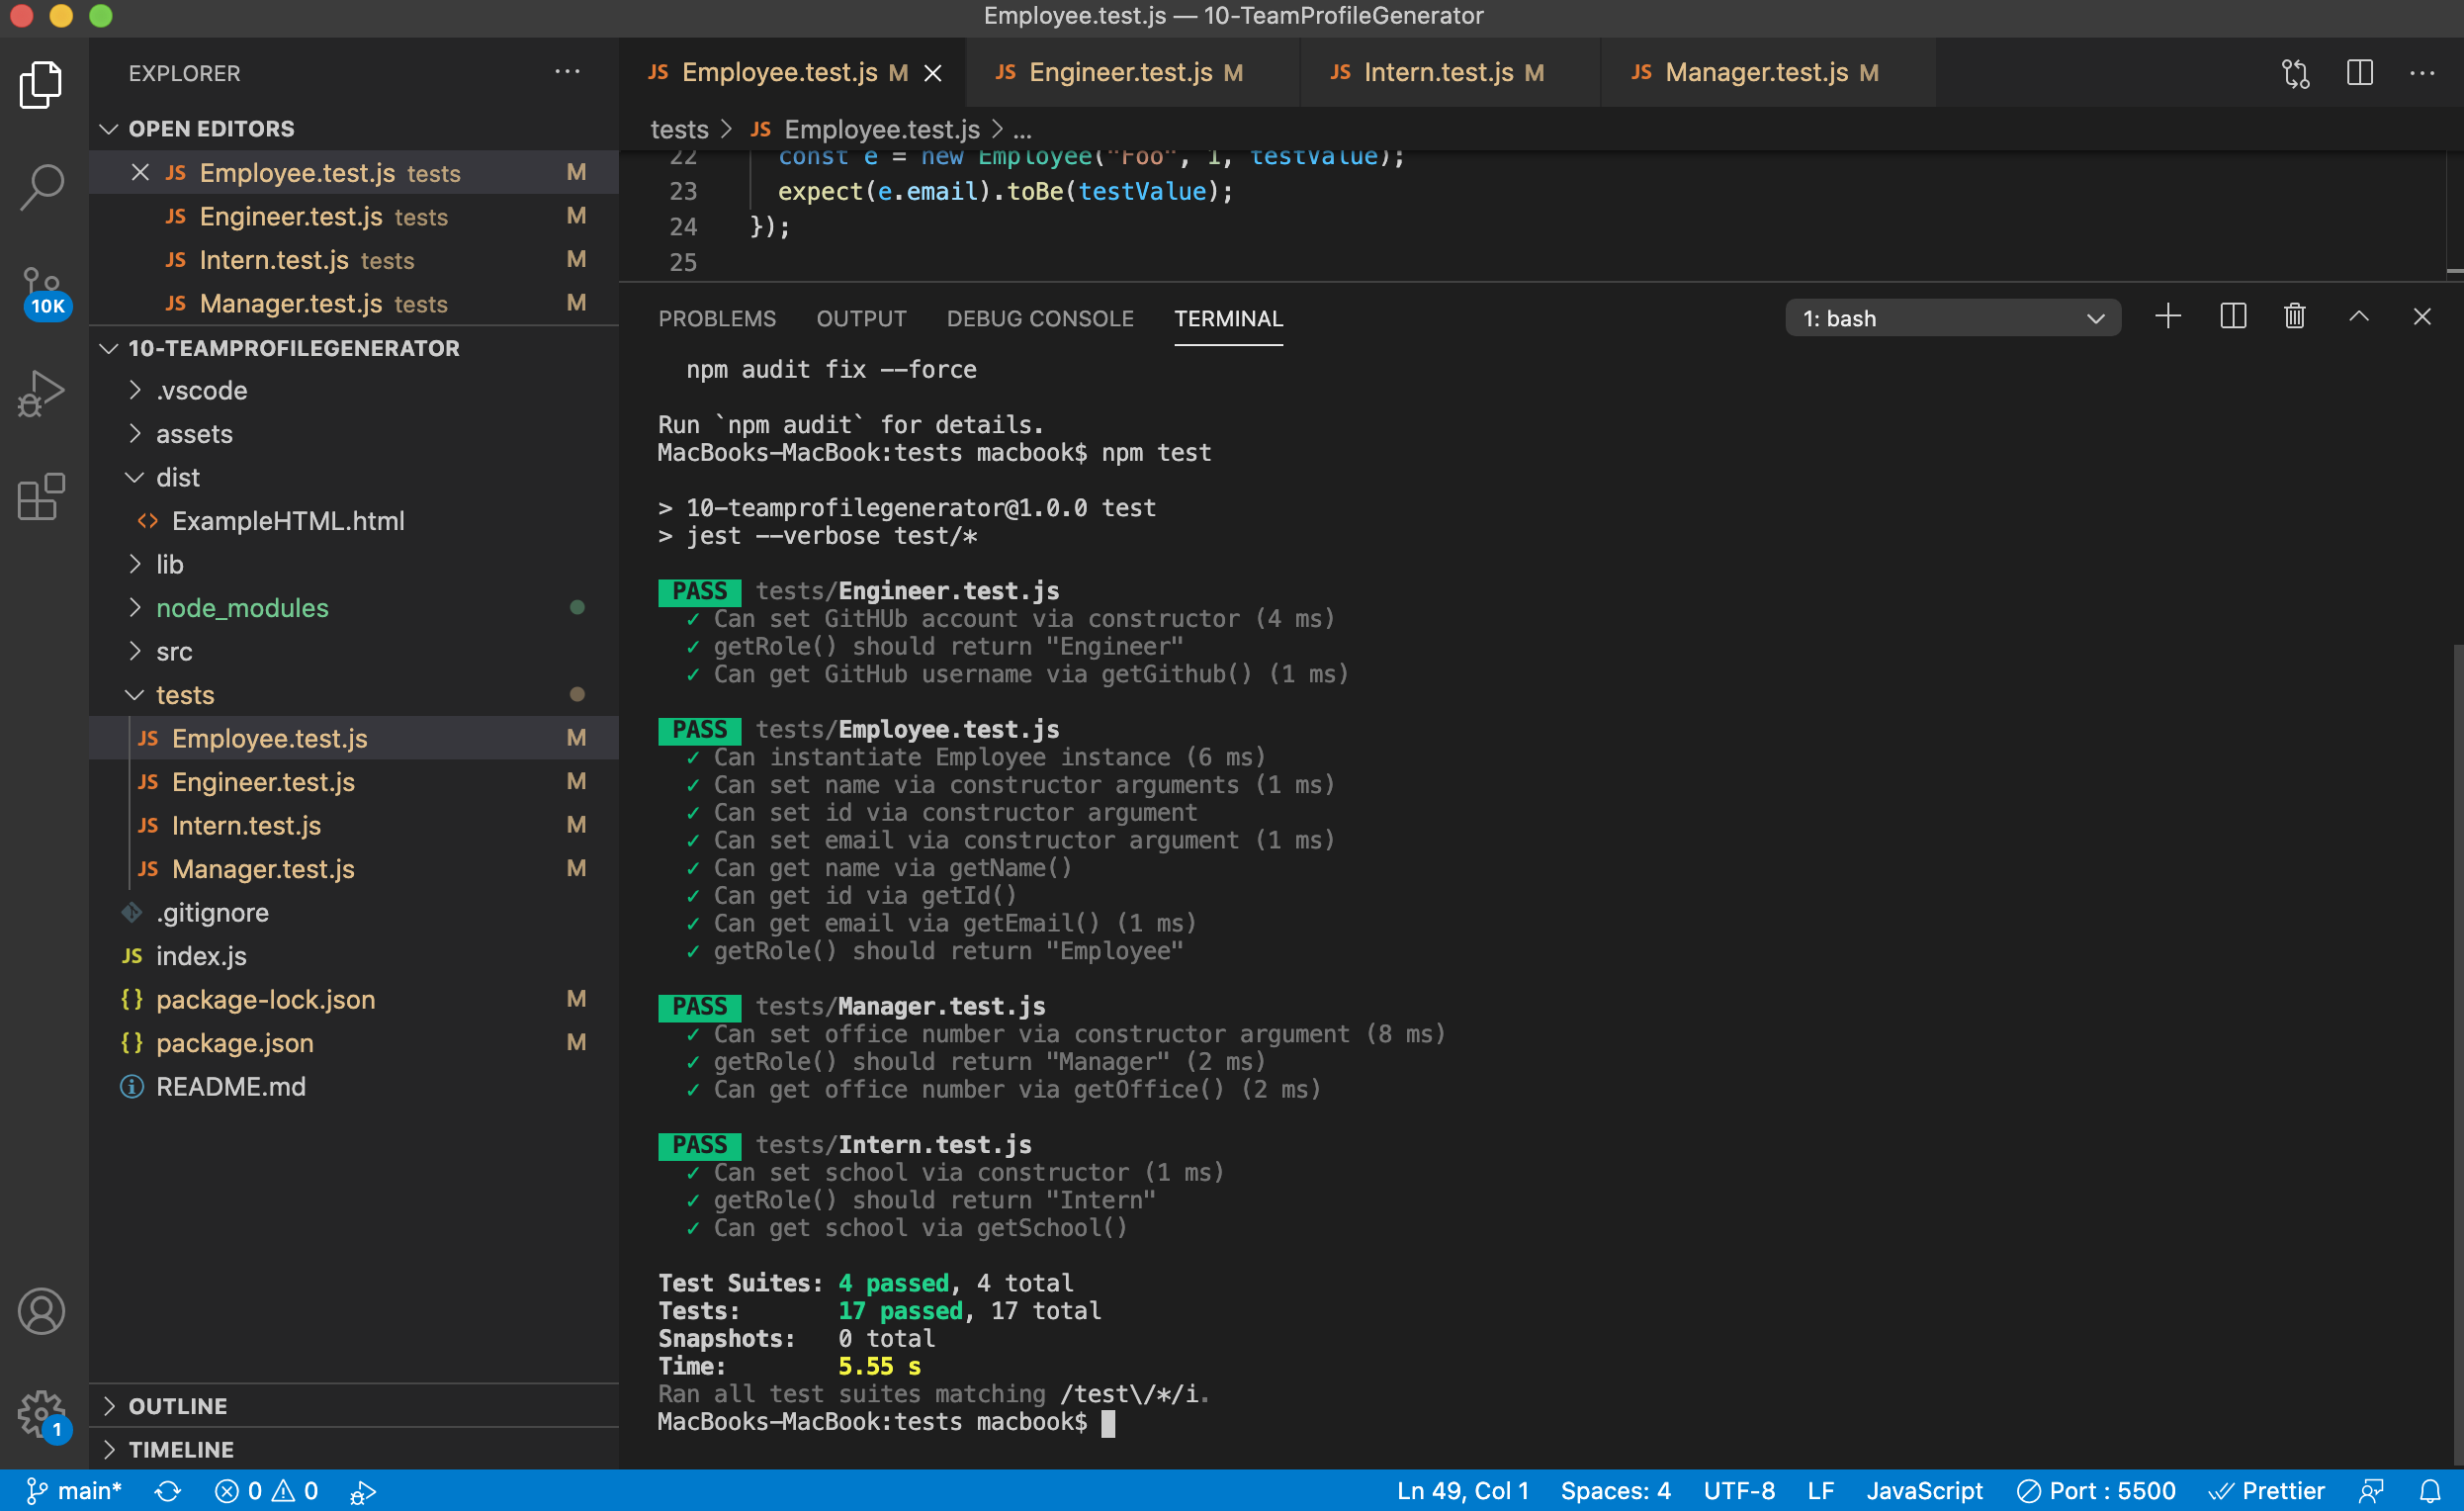 Employee.test.js — 10-TeamProfileGenerator
EXPLORER
OPEN EDITORS
JS Employee.test.js tests M
JS Engineer.test.js tests M
JS Intern.test.js tests M
JS Manager.test.js tests M
10K
10-TEAMPROFILEGENERATOR
.vscode
assets
dist
ExampleHTML.html
lib
node_modules
src
tests
JS Employee.test.js M
JS Engineer.test.js M
JS Intern.test.js M
JS Manager.test.js M
.gitignore
JS index.js
{} package-lock.json M
{} package.json M
README.md
OUTLINE
TIMELINE
1
JS Employee.test.js M
JS Engineer.test.js M
JS Intern.test.js M
JS Manager.test.js M
tests > JS Employee.test.js > ...
22 const e = new Employee("Foo", 1, testValue);
23 expect(e.email).toBe(testValue);
24 });
25
PROBLEMS OUTPUT DEBUG CONSOLE TERMINAL
1: bash
npm audit fix --force
Run `npm audit` for details.
MacBooks-MacBook:tests macbook$ npm test
> 10-teamprofilegenerator@1.0.0 test
> jest --verbose test/*
PASS tests/Engineer.test.js
✓ Can set GitHUb account via constructor (4 ms)
✓ getRole() should return "Engineer"
✓ Can get GitHub username via getGithub() (1 ms)
PASS tests/Employee.test.js
✓ Can instantiate Employee instance (6 ms)
✓ Can set name via constructor arguments (1 ms)
✓ Can set id via constructor argument
✓ Can set email via constructor argument (1 ms)
✓ Can get name via getName()
✓ Can get id via getId()
✓ Can get email via getEmail() (1 ms)
✓ getRole() should return "Employee"
PASS tests/Manager.test.js
✓ Can set office number via constructor argument (8 ms)
✓ getRole() should return "Manager" (2 ms)
✓ Can get office number via getOffice() (2 ms)
PASS tests/Intern.test.js
✓ Can set school via constructor (1 ms)
✓ getRole() should return "Intern"
✓ Can get school via getSchool()
Test Suites: 4 passed, 4 total
Tests: 17 passed, 17 total
Snapshots: 0 total
Time: 5.55 s
Ran all test suites matching /test\/*/i.
MacBooks-MacBook:tests macbook$
main* 0 0 Ln 49, Col 1 Spaces: 4 UTF-8 LF JavaScript Port : 5500 Prettier